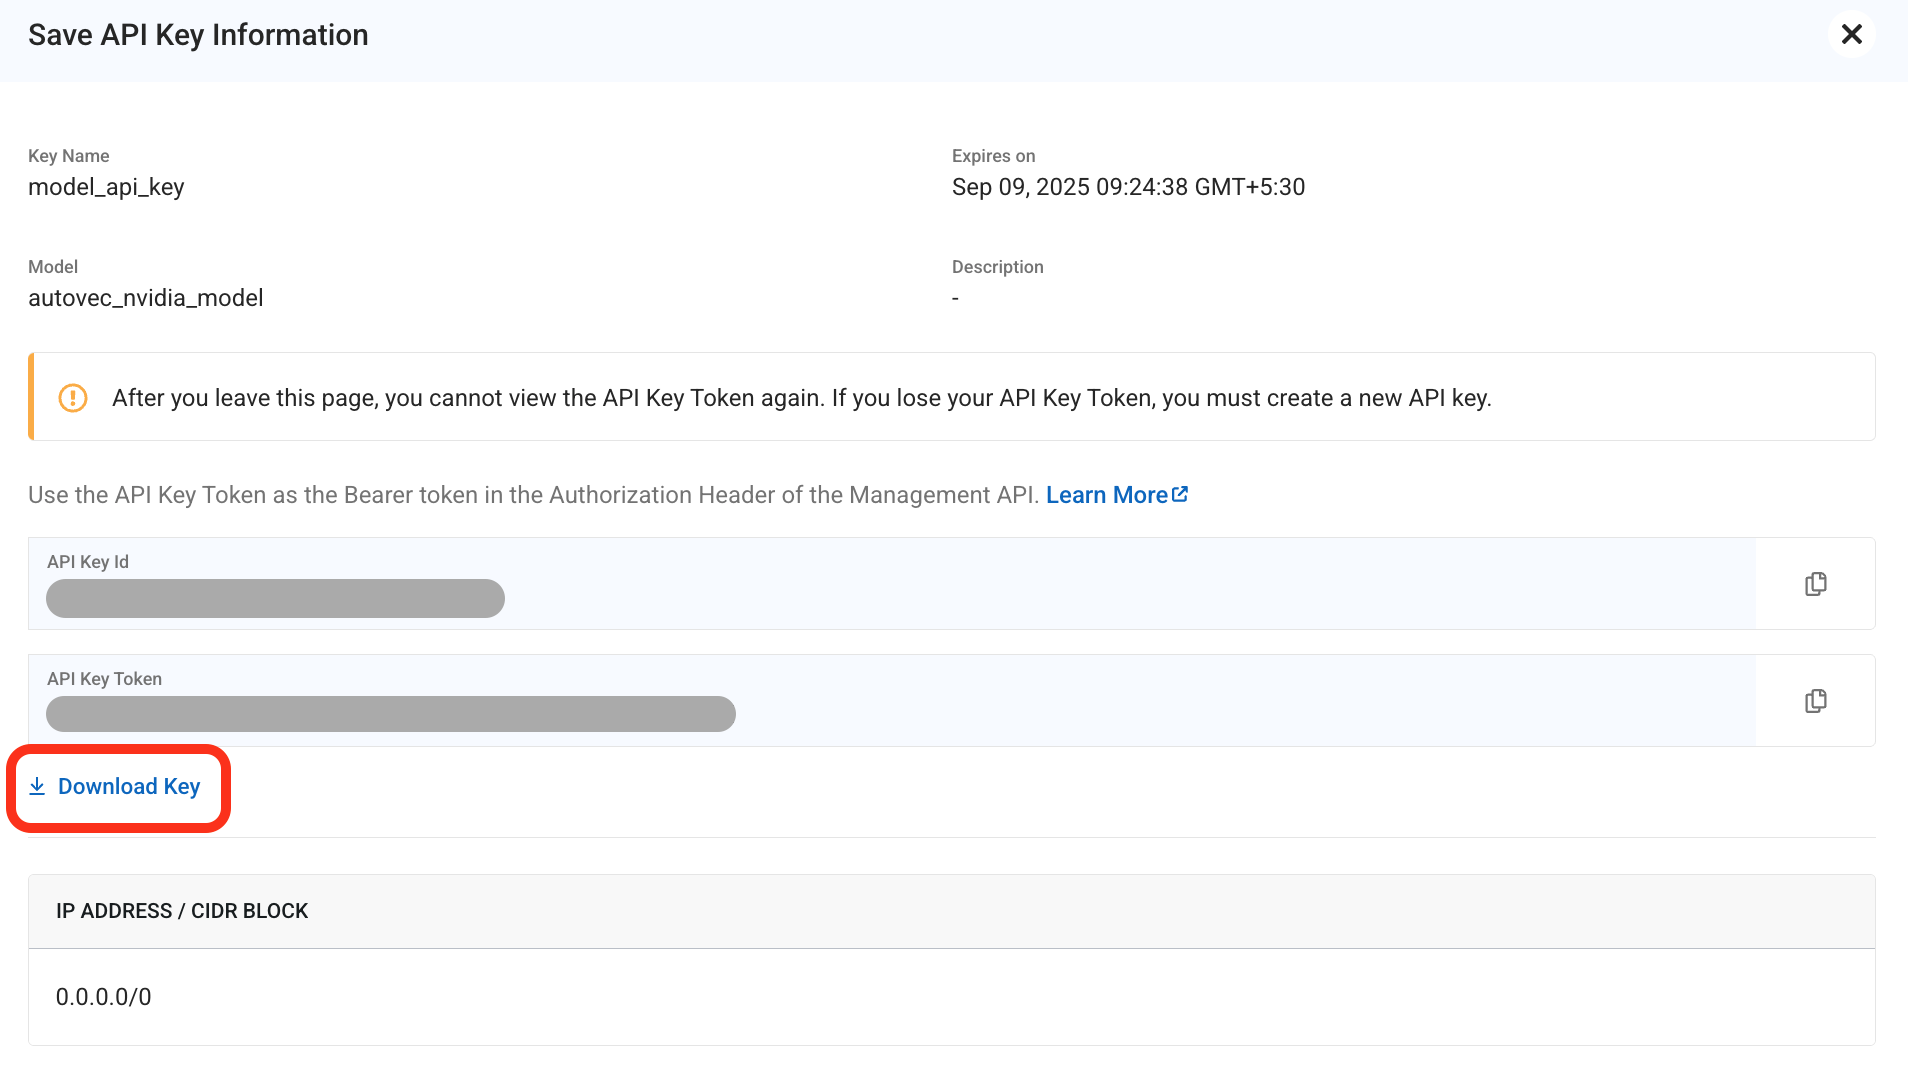 Save API Key Information
Key Name
model_api_key
Expires on
Sep 09, 2025 09:24:38 GMT+5:30
Model
autovec_nvidia_model
Description
-
After you leave this page, you cannot view the API Key Token again. If you lose your API Key Token, you must create a new API key.
Use the API Key Token as the Bearer token in the Authorization Header of the Management API. Learn More
API Key Id
API Key Token
Download Key
IP ADDRESS / CIDR BLOCK
0.0.0.0/0